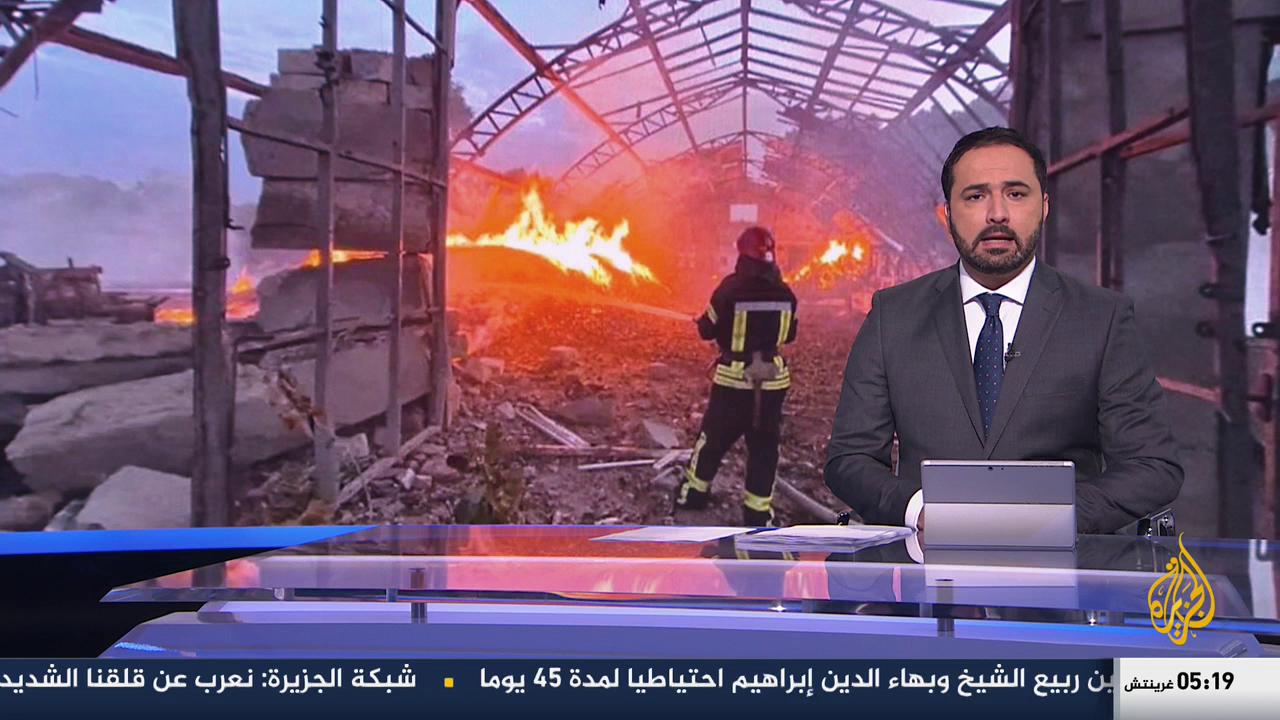 الجزيرة
ين ربيع الشيخ وبهاء الدين إبراهيم احتياطيا لمدة 45 يوما ▪ شبكة الجزيرة: نعرب عن قلقنا الشديد
05:19 غرينتش